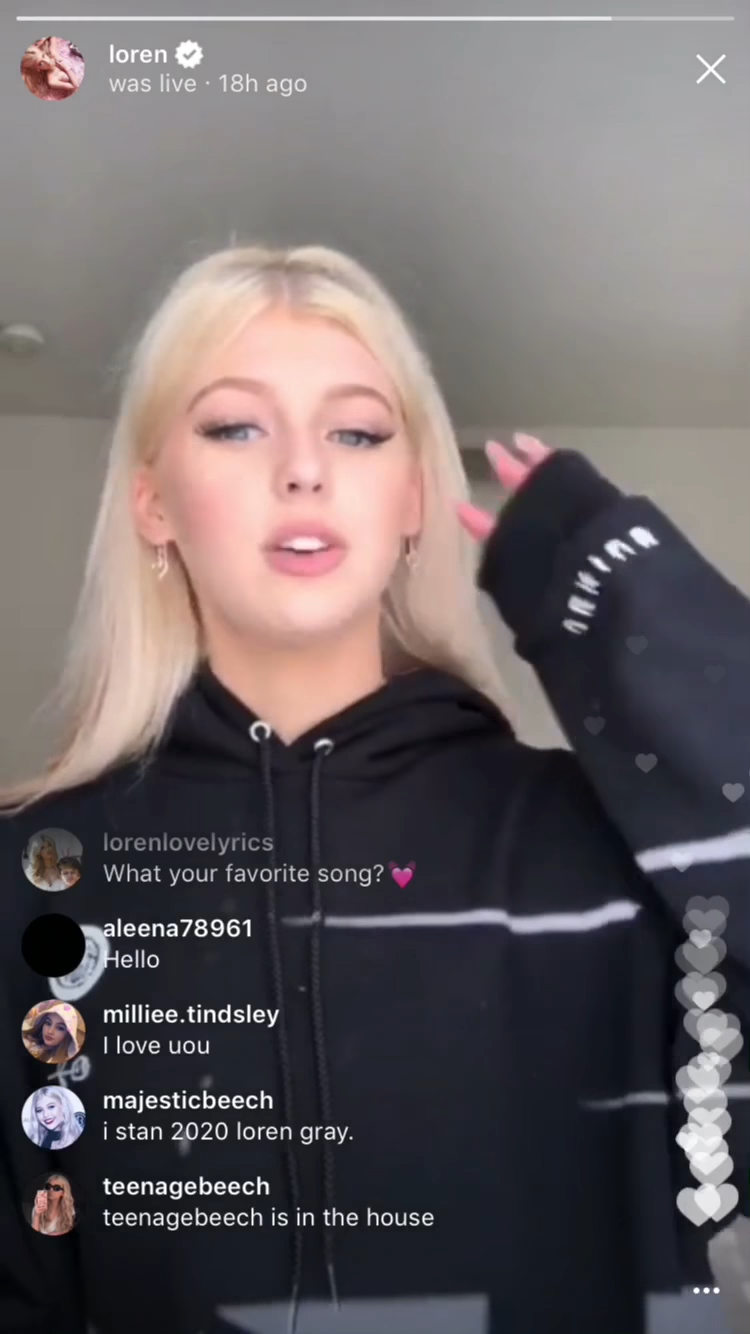 loren
was live · 18h ago
lorenlovelyrics
What your favorite song?💓
aleena78961
Hello
milliee.tindsley
I love uou
majesticbeech
i stan 2020 loren gray.
teenagebeech
teenagebeech is in the house